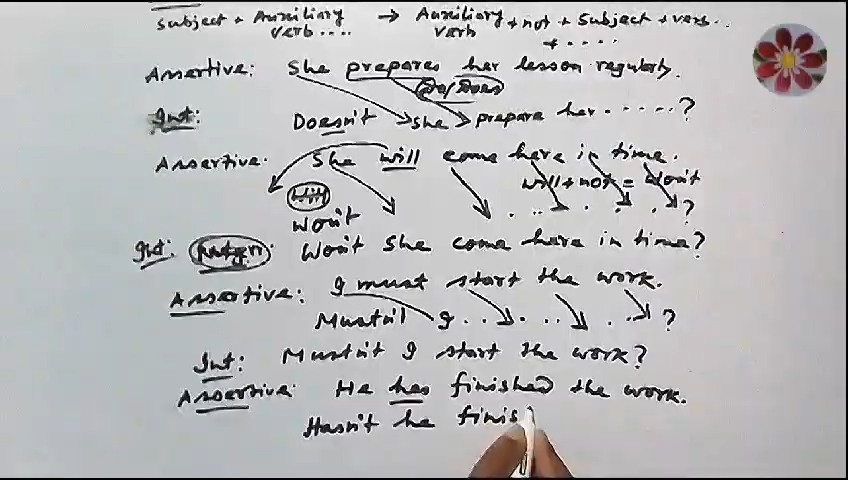 Subject + Auxiliary verb .... → Auxiliary verb + not + Subject + verb..
+ ....
Assertive: She prepares her lesson regularly.
Do/Does
Int: Doesn't she prepare her ......?
Assertive. She will come here in time.
will+not = won't
Will
Won't . .. . . . ?
Int: Won't she come here in time?
Assertive: I must start the work.
Mustn't I . . . . . . ?
Int: Mustn't I start the work?
Assertive: He has finished the work.
Hasn't he finis